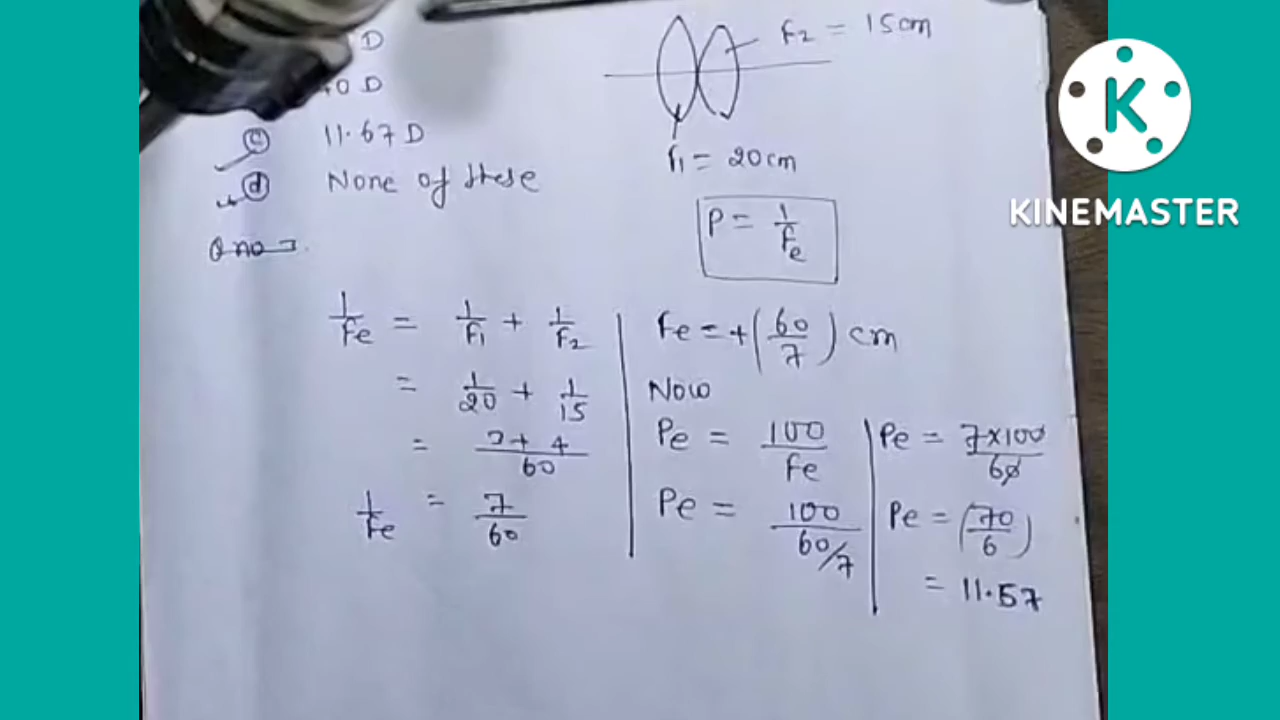 D
F2 = 15cm
0 D
(c) 11.67 D
F1 = 20cm
(d) None of these
P = 1/Fe
Q no 7.
1/Fe = 1/F1 + 1/F2
= 1/20 + 1/15
= 3+4/60
1/Fe = 7/60
Fe = +(60/7) cm
Now
Pe = 100/Fe
Pe = 100/60/7
Pe = 7×100/60
Pe = (70/6)
= 11.57
K
KINEMASTER